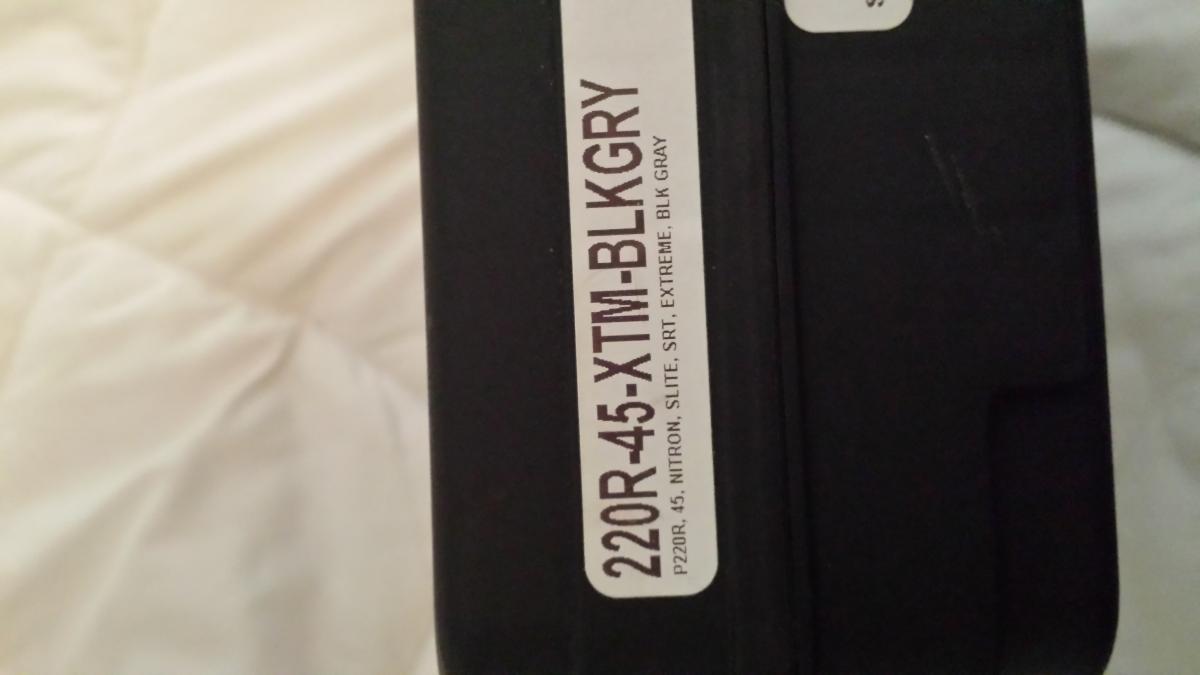 220R-45-XTM-BLKGRY
P220R, 45, NITRON, SLITE, SRT, EXTREME, BLK GRAY
S